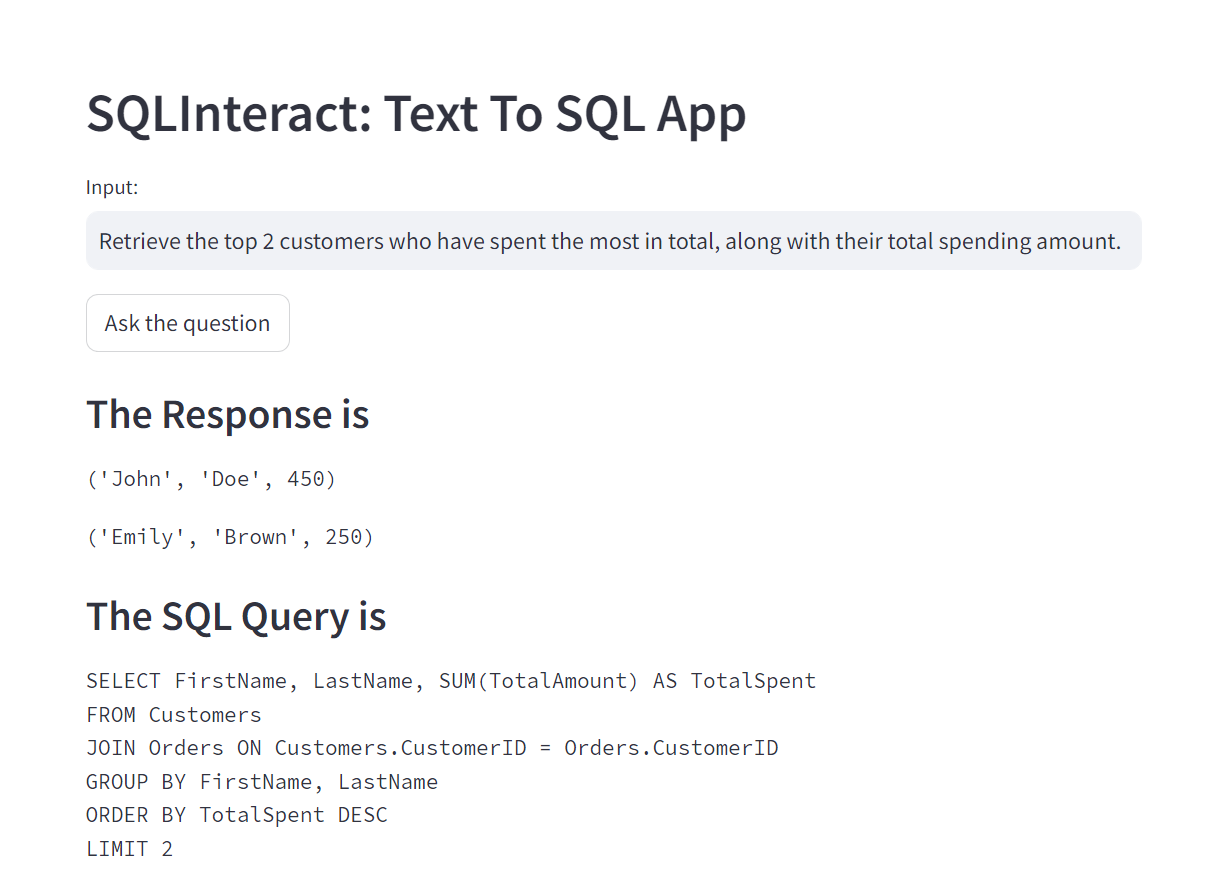 SQLInteract: Text To SQL App
Input:
Retrieve the top 2 customers who have spent the most in total, along with their total spending amount.
Ask the question
The Response is
('John', 'Doe', 450)
('Emily', 'Brown', 250)
The SQL Query is
SELECT FirstName, LastName, SUM(TotalAmount) AS TotalSpent
FROM Customers
JOIN Orders ON Customers.CustomerID = Orders.CustomerID
GROUP BY FirstName, LastName
ORDER BY TotalSpent DESC
LIMIT 2